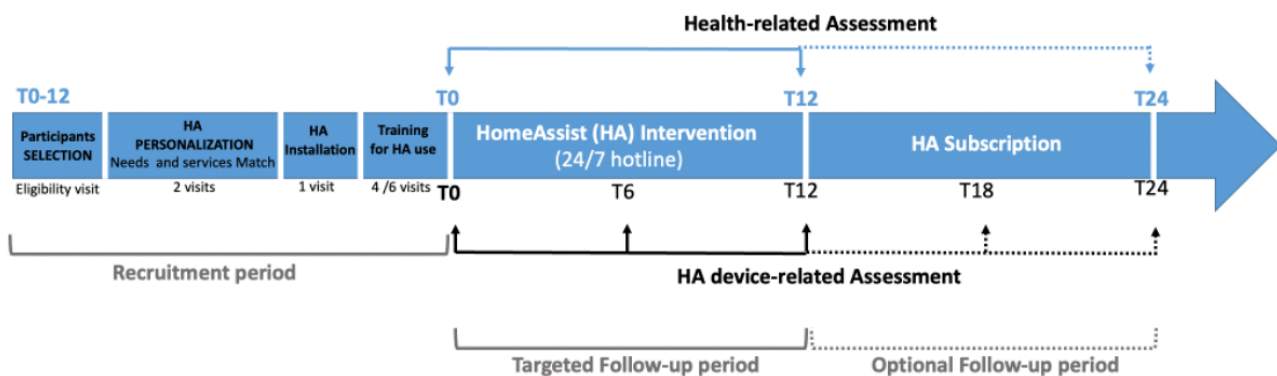 Health-related Assessment
T0-12
T0
T12
T24
Participants
SELECTION
HA
PERSONALIZATION
Needs and services Match
HA
Installation
Training
for HA use
HomeAssist (HA) Intervention
(24/7 hotline)
HA Subscription
Eligibility visit
2 visits
1 visit
4 /6 visits
T0
T6
T12
T18
T24
Recruitment period
HA device-related Assessment
Targeted Follow-up period
Optional Follow-up period